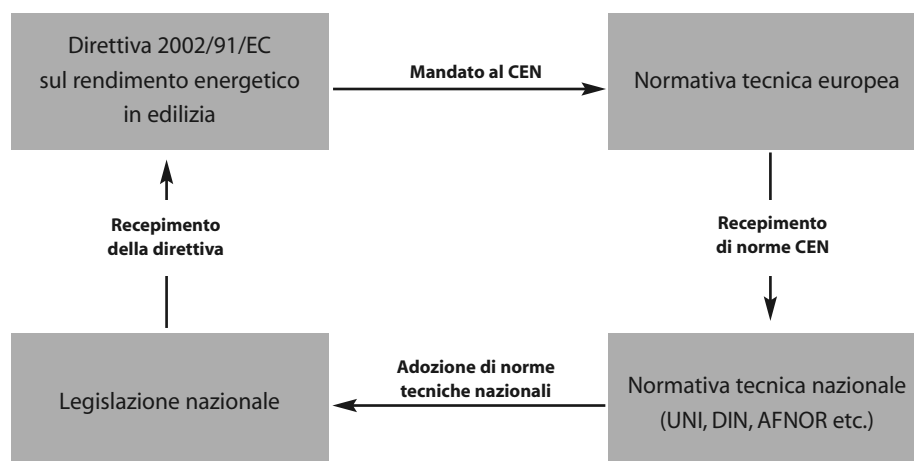 Direttiva 2002/91/EC
sul rendimento energetico
in edilizia
Mandato al CEN
Normativa tecnica europea
Recepimento
della direttiva
Recepimento
di norme CEN
Legislazione nazionale
Adozione di norme
tecniche nazionali
Normativa tecnica nazionale
(UNI, DIN, AFNOR etc.)